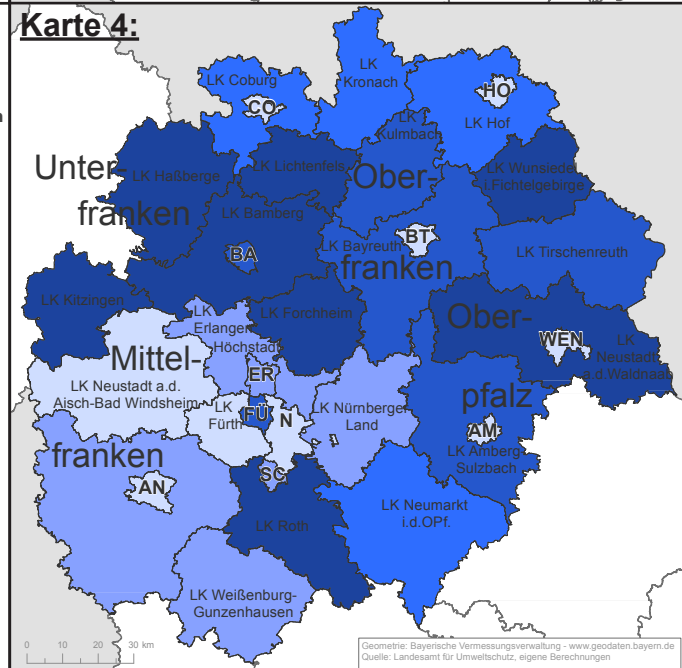 Karte 4:
LK Coburg
CO
LK
Kronach
HO
LK Hof
LK
Kulmbach
Unter-
franken
LK Haßberge
LK Lichtenfels
Ober-
franken
LK Wunsiedel
i.Fichtelgebirge
LK Bamberg
BA
LK Bayreuth
BT
LK Tirschenreuth
LK Kitzingen
LK
Erlangen-
Höchstadt
LK Forchheim
Ober-
pfalz
WEN
LK
Neustadt
a.d.Waldnaab
Mittel-
franken
LK Neustadt a.d.
Aisch-Bad Windsheim
ER
LK
Fürth
FÜ
N
LK Nürnberger
Land
AM
LK Amberg-
Sulzbach
AN
SC
LK Roth
LK Neumarkt
i.d.OPf.
LK Weißenburg-
Gunzenhausen
0 10 20 30 km
Geometrie: Bayerische Vermessungsverwaltung - www.geodaten.bayern.de
Quelle: Landesamt für Umweltschutz, eigene Berechnungen